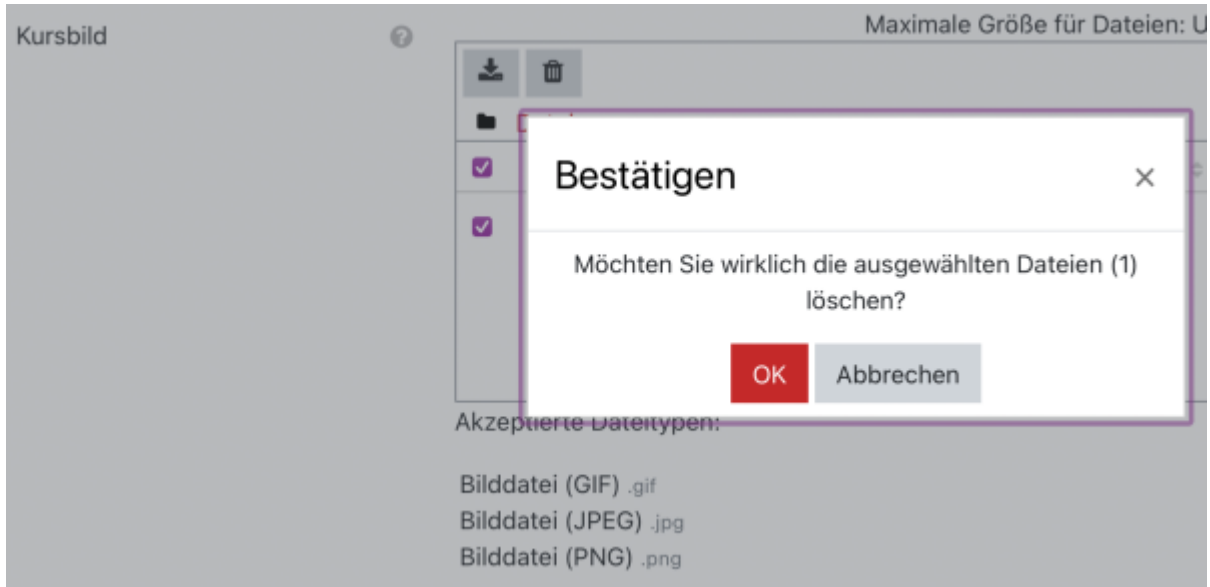 Kursbild
Maximale Größe für Dateien: U
Bestätigen
Möchten Sie wirklich die ausgewählten Dateien (1)
löschen?
OK Abbrechen
Akzeptierte Dateitypen:
Bilddatei (GIF) .gif
Bilddatei (JPEG) .jpg
Bilddatei (PNG) .png